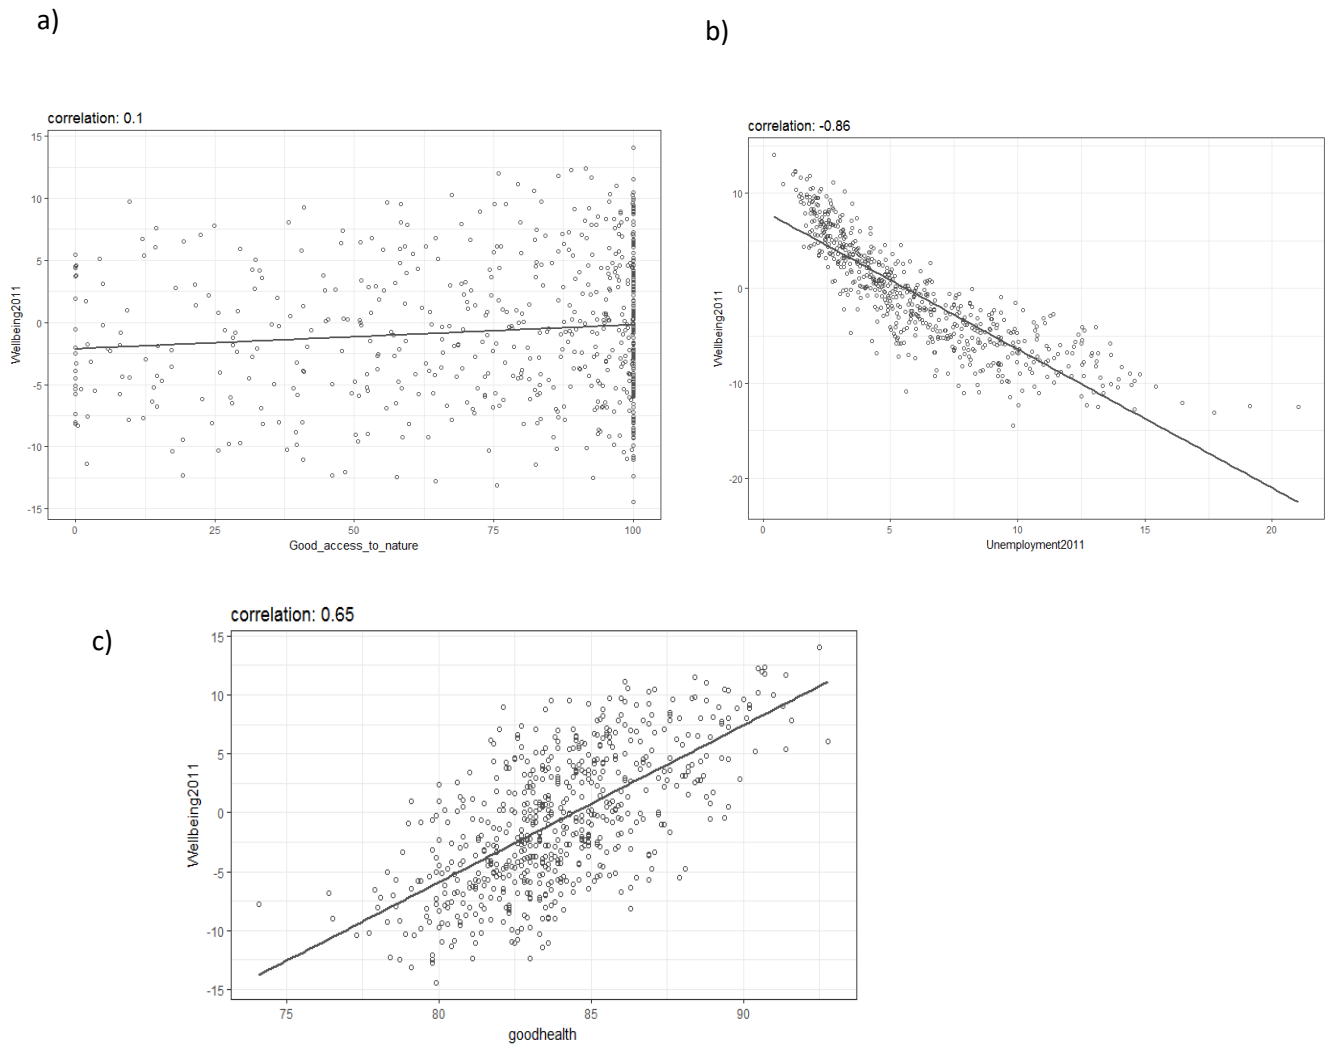 a)
b)
correlation: 0.1
15
10
5
0
-5
-10
-15
Wellbeing2011
0
25
50
75
100
Good_access_to_nature
correlation: -0.86
10
0
-10
-20
Wellbeing2011
0
5
10
15
20
Unemployment2011
c)
correlation: 0.65
15
10
5
0
-5
-10
-15
Wellbeing2011
75
80
85
90
goodhealth